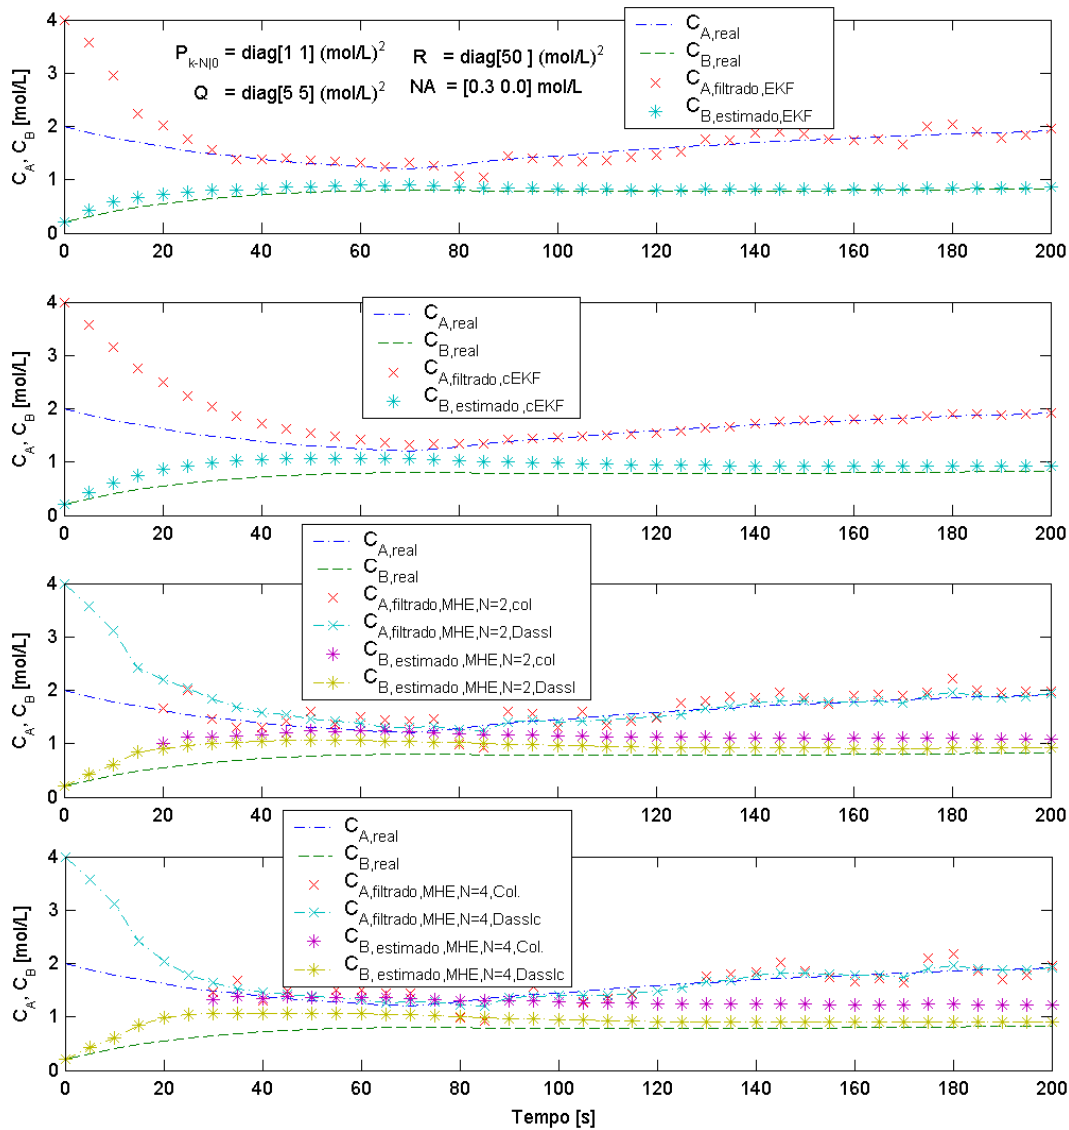 P_k-N|0 = diag[1 1] (mol/L)^2
R = diag[50 ] (mol/L)^2
Q = diag[5 5] (mol/L)^2
NA = [0.3 0.0] mol/L
C_A,real
C_B,real
C_A,filtrado,EKF
C_B,estimado,EKF
C_A, C_B [mol/L]
4
3
2
1
0
0 20 40 60 80 100 120 140 160 180 200
C_A,real
C_B,real
C_A,filtrado,cEKF
C_B,estimado,cEKF
C_A, C_B [mol/L]
4
3
2
1
0
0 20 40 60 80 100 120 140 160 180 200
C_A,real
C_B,real
C_A,filtrado,MHE,N=2,col
C_A,filtrado,MHE,N=2,Dassl
C_B,estimado,MHE,N=2,col
C_B,estimado,MHE,N=2,Dassl
C_A, C_B [mol/L]
4
3
2
1
0
0 20 40 60 80 100 120 140 160 180 200
C_A,real
C_B,real
C_A,filtrado,MHE,N=4,Col.
C_A,filtrado,MHE,N=4,Dasslc
C_B,estimado,MHE,N=4,Col.
C_B,estimado,MHE,N=4,Dasslc
C_A, C_B [mol/L]
4
3
2
1
0
0 20 40 60 80 100 120 140 160 180 200
Tempo [s]